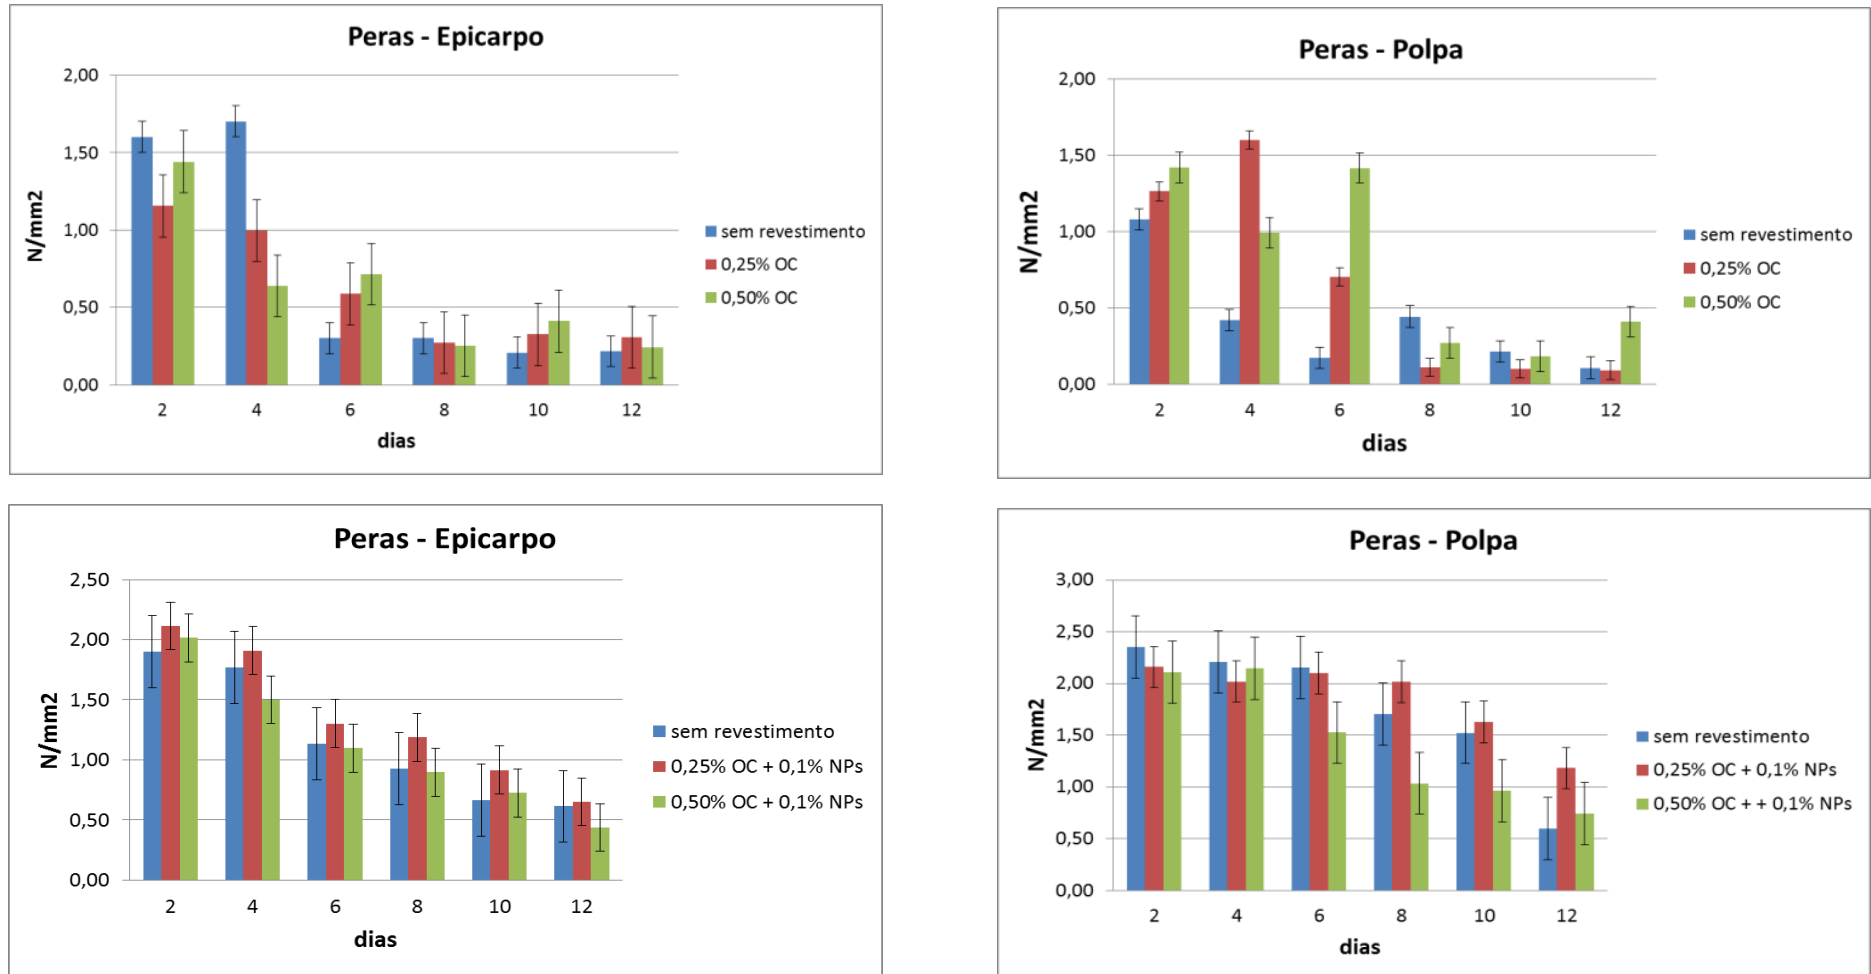 Peras - Epicarpo
2,00
1,50
1,00
0,50
0,00
N/mm2
2 4 6 8 10 12
dias
sem revestimento
0,25% OC
0,50% OC
Peras - Polpa
2,00
1,50
1,00
0,50
0,00
N/mm2
2 4 6 8 10 12
dias
sem revestimento
0,25% OC
0,50% OC
Peras - Epicarpo
2,50
2,00
1,50
1,00
0,50
0,00
N/mm2
2 4 6 8 10 12
dias
sem revestimento
0,25% OC + 0,1% NPs
0,50% OC + 0,1% NPs
Peras - Polpa
3,00
2,50
2,00
1,50
1,00
0,50
0,00
N/mm2
2 4 6 8 10 12
dias
sem revestimento
0,25% OC + 0,1% NPs
0,50% OC + + 0,1% NPs